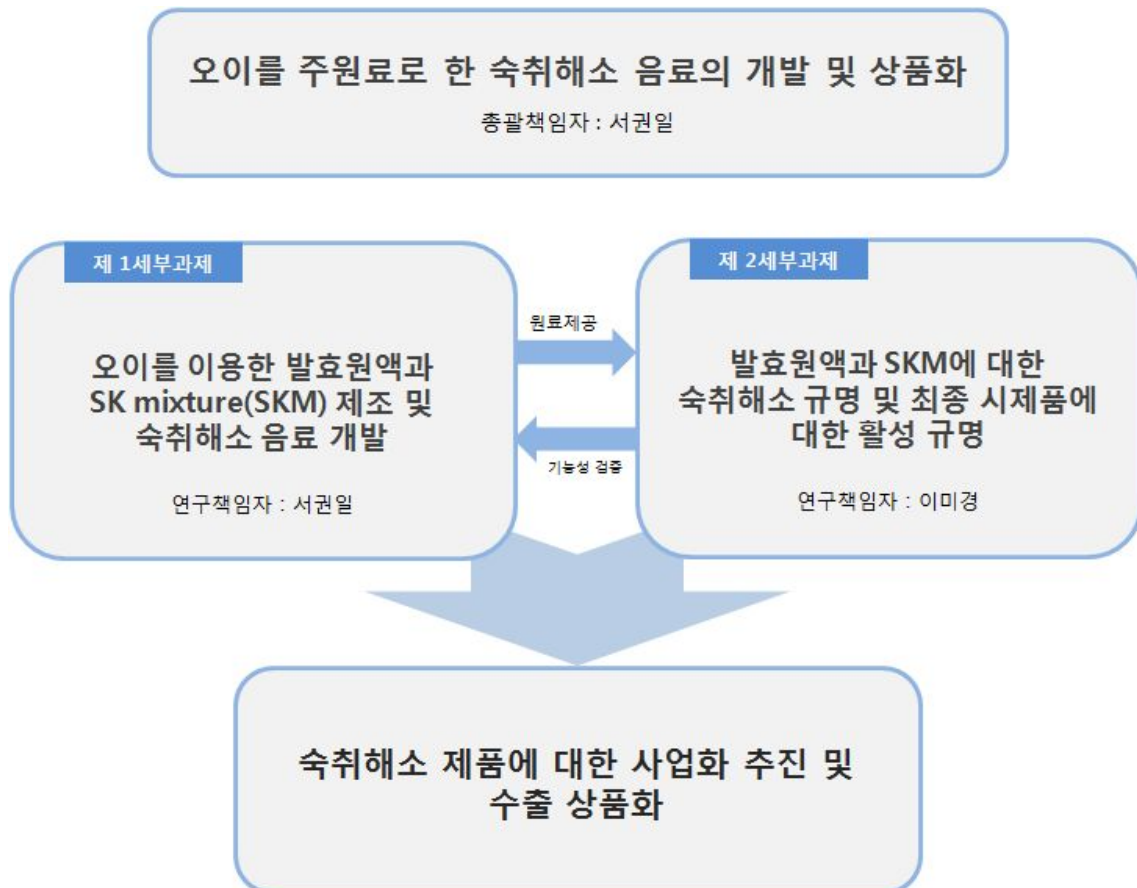 오이를 주원료로 한 숙취해소 음료의 개발 및 상품화
총괄책임자 : 서권일
제 1세부과제
오이를 이용한 발효원액과
SK mixture(SKM) 제조 및
숙취해소 음료 개발
연구책임자 : 서권일
원료제공
기능성 검증
제 2세부과제
발효원액과 SKM에 대한
숙취해소 규명 및 최종 시제품에
대한 활성 규명
연구책임자 : 이미경
숙취해소 제품에 대한 사업화 추진 및
수출 상품화